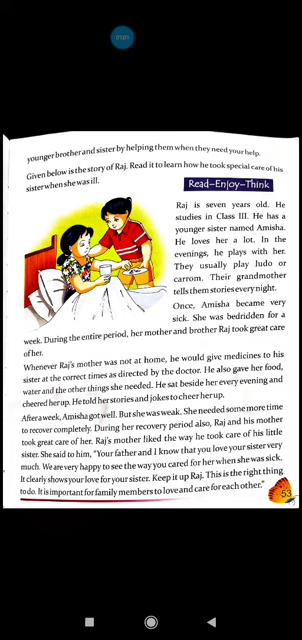 younger brother and sister by helping them when they need your help.
Given below is the story of Raj. Read it to learn how he took special care of his
sister when she was ill.
Read–Enjoy–Think
Raj is seven years old. He
studies in Class III. He has a
younger sister named Amisha.
He loves her a lot. In the
evenings, he plays with her.
They usually play ludo or
carrom. Their grandmother
tells them stories every night.
Once, Amisha became very
sick. She was bedridden for a
week. During the entire period, her mother and brother Raj took great care
of her.
Whenever Raj's mother was not at home, he would give medicines to his
sister at the correct times as directed by the doctor. He also gave her food,
water and the other things she needed. He sat beside her every evening and
cheered her up. He told her stories and jokes to cheer her up.
After a week, Amisha got well. But she was weak. She needed some more time
to recover completely. During her recovery period also, Raj and his mother
took great care of her. Raj's mother liked the way he took care of his little
sister. She said to him, "Your father and I know that you love your sister very
much. We are very happy to see the way you cared for her when she was sick.
It clearly shows your love for your sister. Keep it up Raj. This is the right thing
to do. It is important for family members to love and care for each other."
53